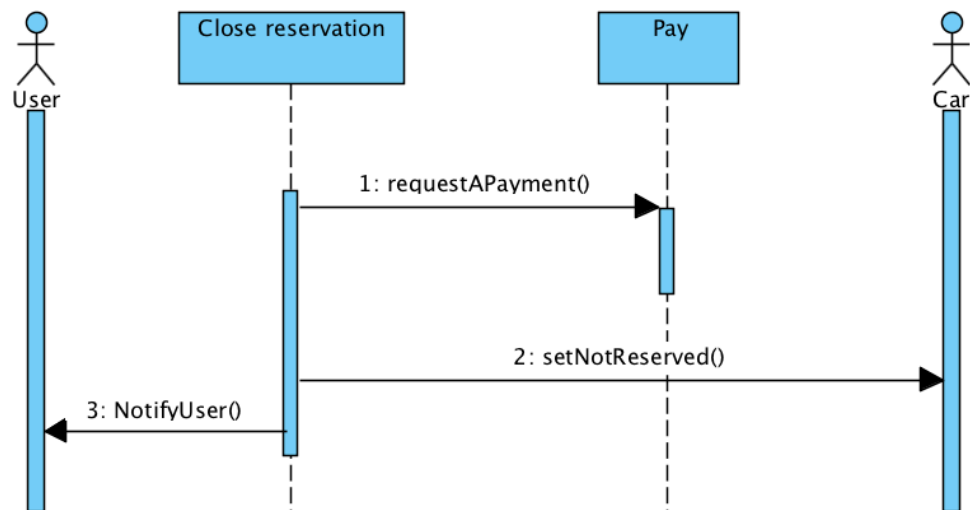 Close reservation
Pay
User
Car
1: requestAPayment()
2: setNotReserved()
3: NotifyUser()